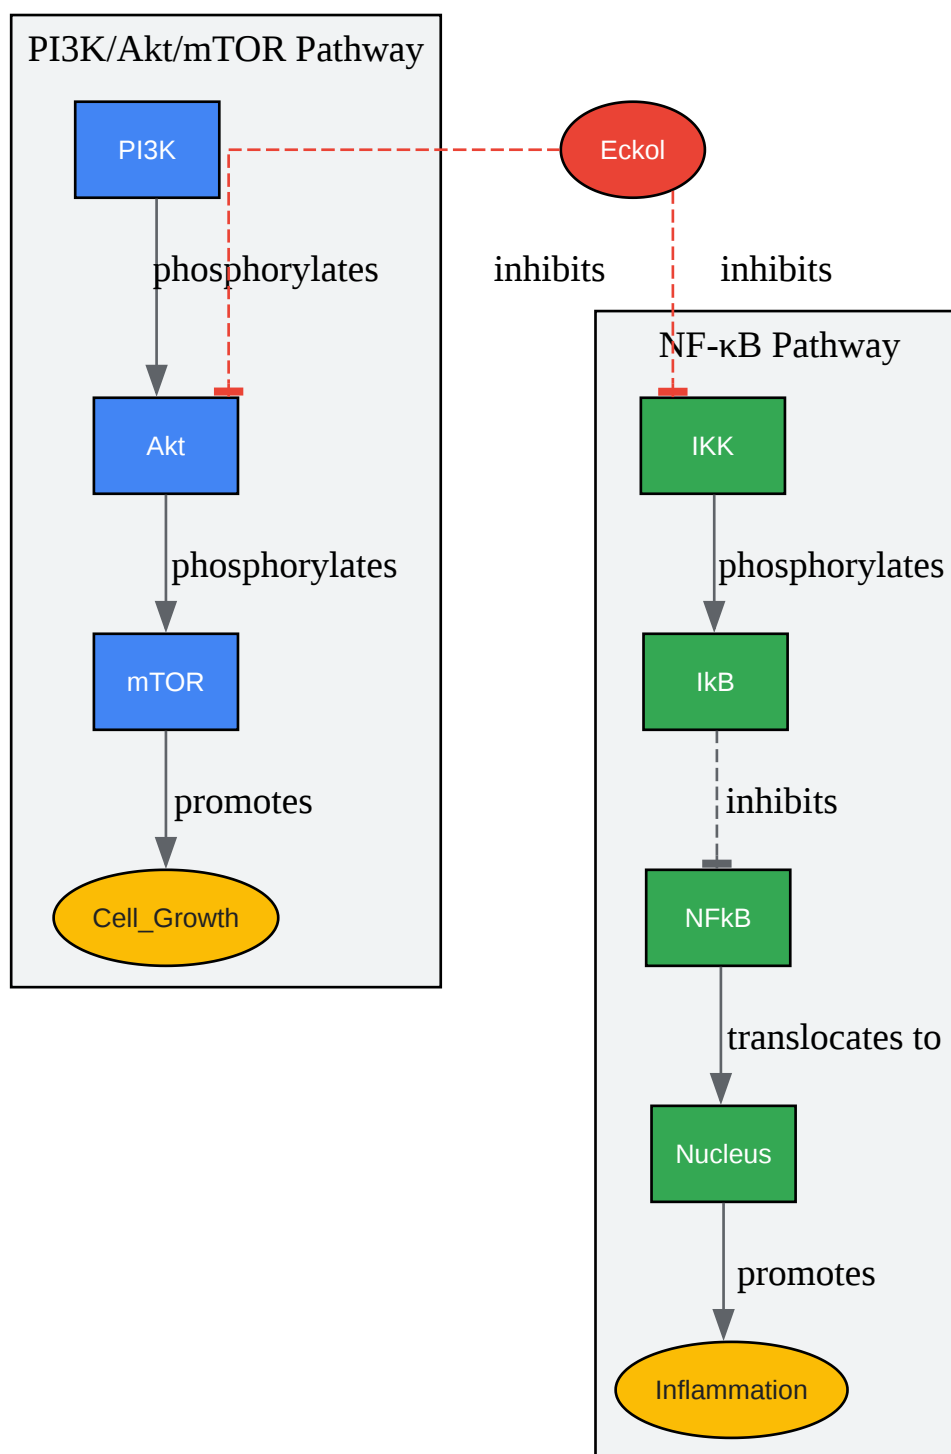 PI3K/Akt/mTOR Pathway
PI3K
Eckol
phosphorylates
inhibits
inhibits
NF-κB Pathway
Akt
IKK
phosphorylates
phosphorylates
mTOR
IkB
promotes
inhibits
Cell_Growth
NFkB
translocates to
Nucleus
promotes
Inflammation